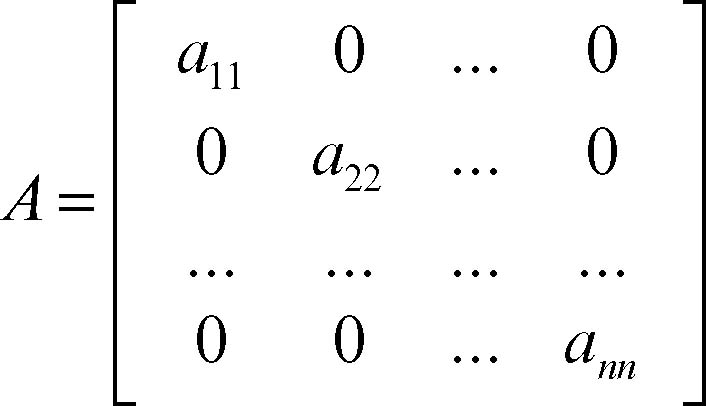 a₁₁ 0 ... 0
0 a₂₂ ... 0
A =
... ... ... ...
0 0 ... aₙₙ